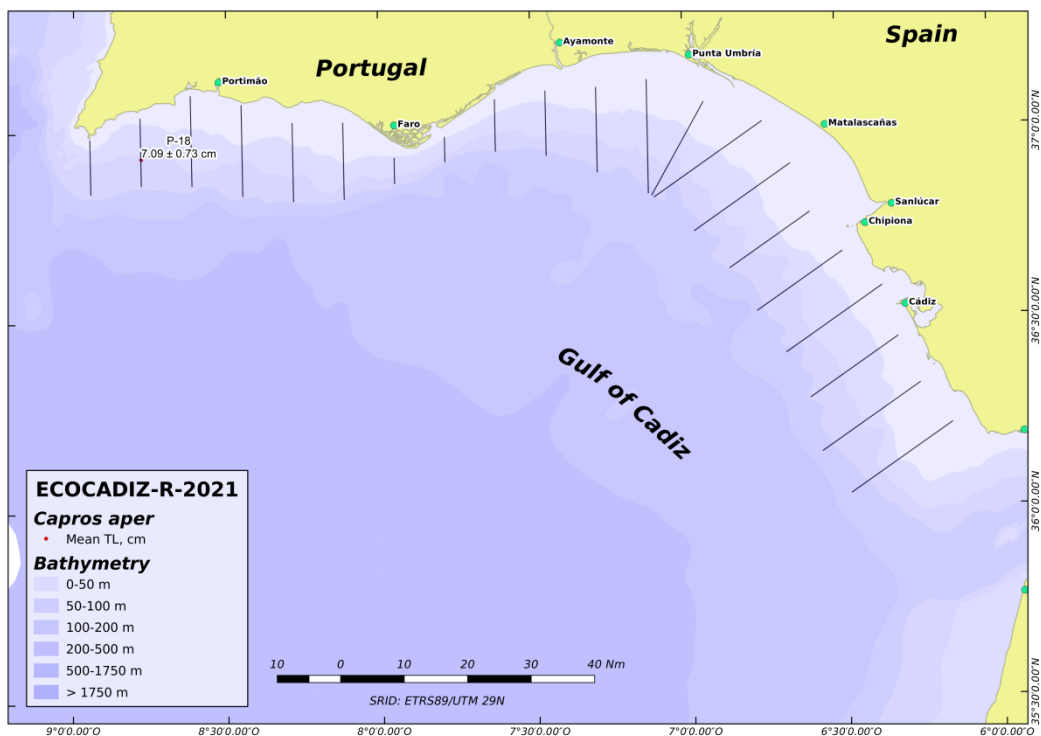 Spain
Portugal
Ayamonte
Punta Umbría
Portimão
Faro
Matalascañas
P-18,
7.09 ± 0.73 cm
Sanlúcar
Chipiona
Cádiz
Gulf of Cadiz
37°0'0.00"N
36°30'0.00"N
36°0'0.00"N
35°30'0.00"N
ECOCADIZ-R-2021
Capros aper
Mean TL, cm
Bathymetry
0-50 m
50-100 m
100-200 m
200-500 m
500-1750 m
> 1750 m
10 0 10 20 30 40 Nm
SRID: ETRS89/UTM 29N
9°0'0.00"O 8°30'0.00"O 8°0'0.00"O 7°30'0.00"O 7°0'0.00"O 6°30'0.00"O 6°0'0.00"O